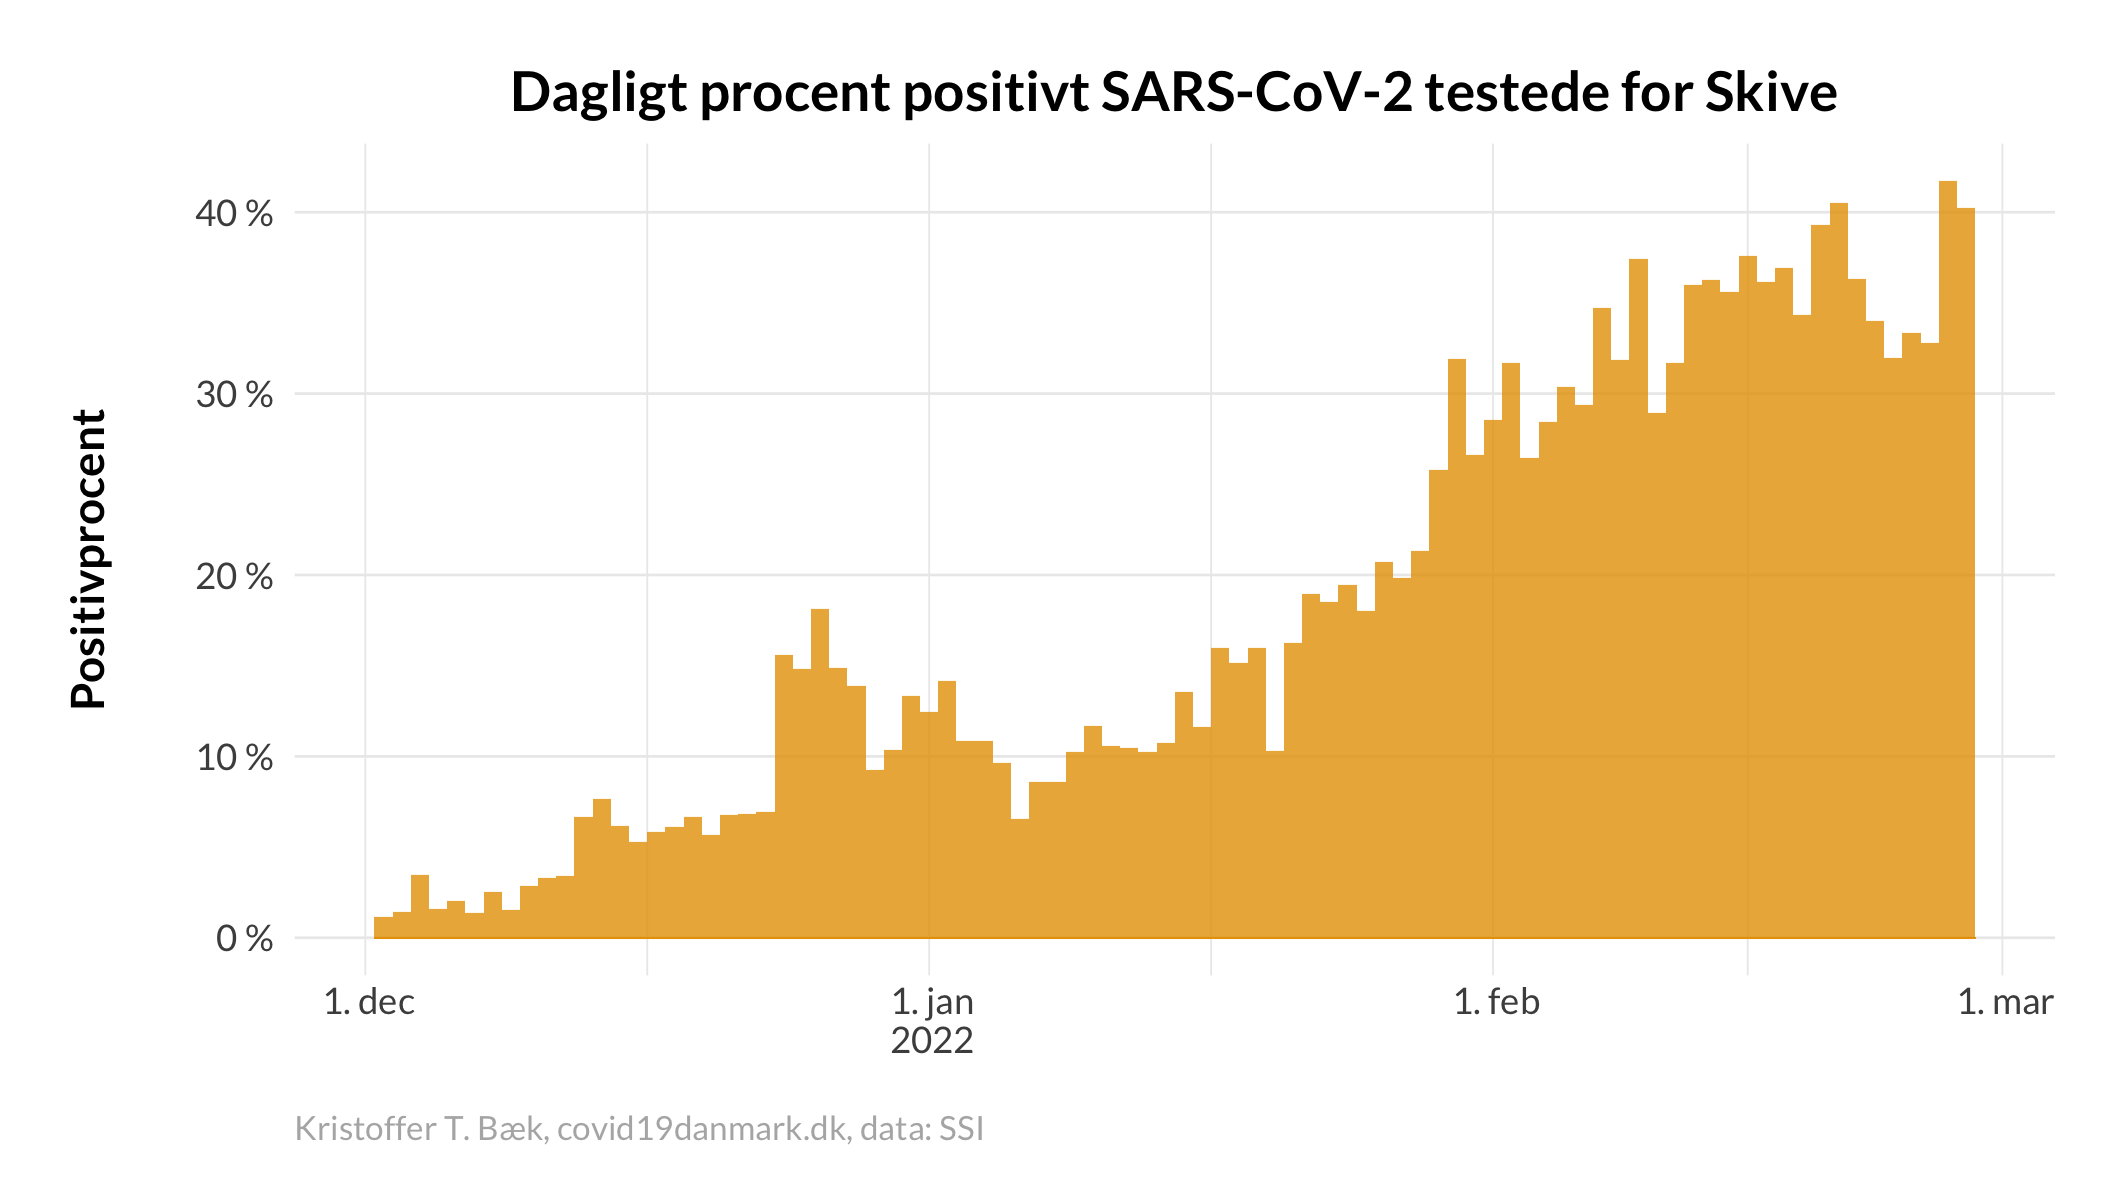 Dagligt procent positivt SARS-CoV-2 testede for Skive
Positivprocent
40 %
30 %
20 %
10 %
0 %
1. dec
1. jan
2022
1. feb
1. mar
Kristoffer T. Bæk, covid19danmark.dk, data: SSI